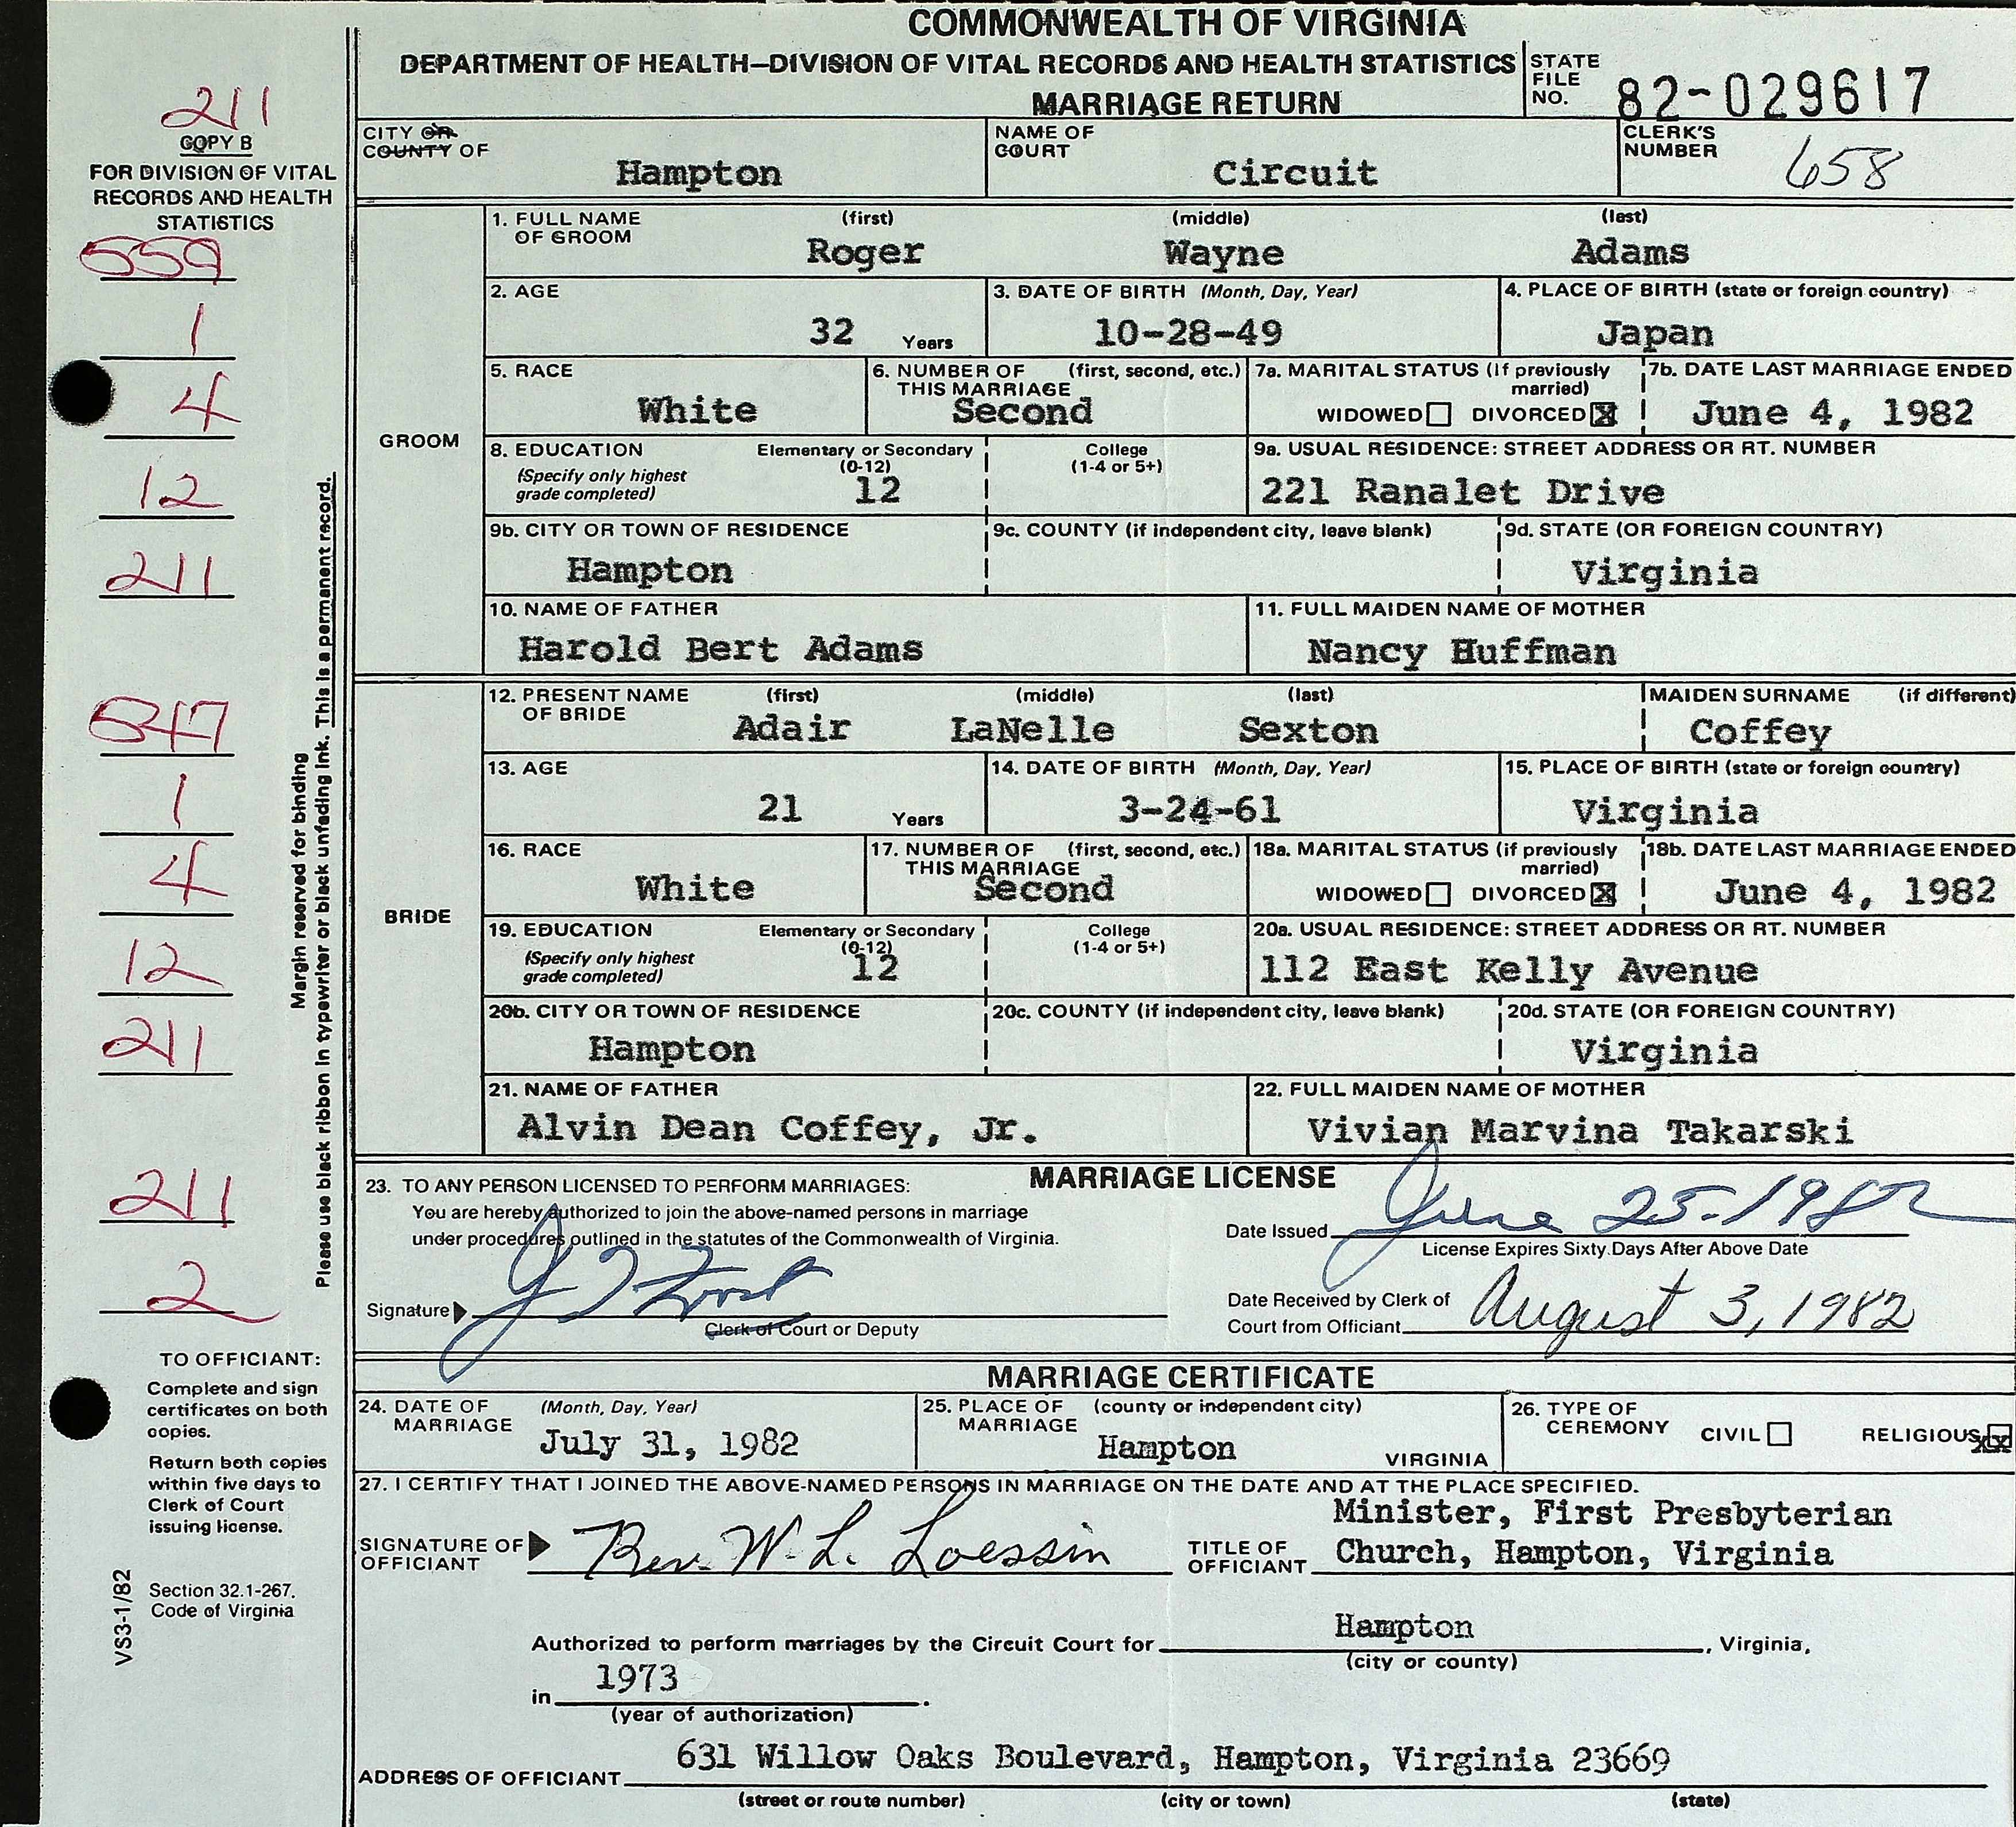 COMMONWEALTH OF VIRGINIA
DEPARTMENT OF HEALTH—DIVISION OF VITAL RECORDS AND HEALTH STATISTICS
MARRIAGE RETURN
STATE FILE NO. 82-029617
211
COPY B
FOR DIVISION OF VITAL
RECORDS AND HEALTH
STATISTICS
559
1
4
12
211
547
1
4
12
211
211
2
Margin reserved for binding
Please use black ribbon in typewriter or black unfading ink. This is a permanent record.
TO OFFICIANT:
Complete and sign
certificates on both
copies.
Return both copies
within five days to
Clerk of Court
issuing license.
Section 32.1-267,
Code of Virginia
VS3-1/82
CITY OR COUNTY OF Hampton
NAME OF COURT Circuit
CLERK'S NUMBER 658
GROOM
1. FULL NAME OF GROOM (first) Roger (middle) Wayne (last) Adams
2. AGE 32 Years
3. DATE OF BIRTH (Month, Day, Year) 10-28-49
4. PLACE OF BIRTH (state or foreign country) Japan
5. RACE White
6. NUMBER OF THIS MARRIAGE (first, second, etc.) Second
7a. MARITAL STATUS (if previously married) WIDOWED DIVORCED X
7b. DATE LAST MARRIAGE ENDED June 4, 1982
8. EDUCATION (Specify only highest grade completed) Elementary or Secondary (0-12) 12 College (1-4 or 5+)
9a. USUAL RESIDENCE: STREET ADDRESS OR RT. NUMBER 221 Ranalet Drive
9b. CITY OR TOWN OF RESIDENCE Hampton
9c. COUNTY (if independent city, leave blank)
9d. STATE (OR FOREIGN COUNTRY) Virginia
10. NAME OF FATHER Harold Bert Adams
11. FULL MAIDEN NAME OF MOTHER Nancy Huffman
BRIDE
12. PRESENT NAME OF BRIDE (first) Adair (middle) LaNelle (last) Sexton MAIDEN SURNAME (if different) Coffey
13. AGE 21 Years
14. DATE OF BIRTH (Month, Day, Year) 3-24-61
15. PLACE OF BIRTH (state or foreign country) Virginia
16. RACE White
17. NUMBER OF THIS MARRIAGE (first, second, etc.) Second
18a. MARITAL STATUS (if previously married) WIDOWED DIVORCED X
18b. DATE LAST MARRIAGE ENDED June 4, 1982
19. EDUCATION (Specify only highest grade completed) Elementary or Secondary (0-12) 12 College (1-4 or 5+)
20a. USUAL RESIDENCE: STREET ADDRESS OR RT. NUMBER 112 East Kelly Avenue
20b. CITY OR TOWN OF RESIDENCE Hampton
20c. COUNTY (if independent city, leave blank)
20d. STATE (OR FOREIGN COUNTRY) Virginia
21. NAME OF FATHER Alvin Dean Coffey, Jr.
22. FULL MAIDEN NAME OF MOTHER Vivian Marvina Takarski
MARRIAGE LICENSE
23. TO ANY PERSON LICENSED TO PERFORM MARRIAGES:
You are hereby authorized to join the above-named persons in marriage
under procedures outlined in the statutes of the Commonwealth of Virginia.
Date Issued June 25-1982
License Expires Sixty Days After Above Date
Signature
Clerk of Court or Deputy
Date Received by Clerk of
Court from Officiant August 3, 1982
MARRIAGE CERTIFICATE
24. DATE OF MARRIAGE (Month, Day, Year) July 31, 1982
25. PLACE OF MARRIAGE (county or independent city) Hampton VIRGINIA
26. TYPE OF CEREMONY CIVIL RELIGIOUS XX
27. I CERTIFY THAT I JOINED THE ABOVE-NAMED PERSONS IN MARRIAGE ON THE DATE AND AT THE PLACE SPECIFIED.
SIGNATURE OF OFFICIANT Rev. W. L. Loessin
TITLE OF OFFICIANT Minister, First Presbyterian
Church, Hampton, Virginia
Authorized to perform marriages by the Circuit Court for Hampton, Virginia,
(city or county)
in 1973.
(year of authorization)
ADDRESS OF OFFICIANT 631 Willow Oaks Boulevard, Hampton, Virginia 23669
(street or route number) (city or town) (state)